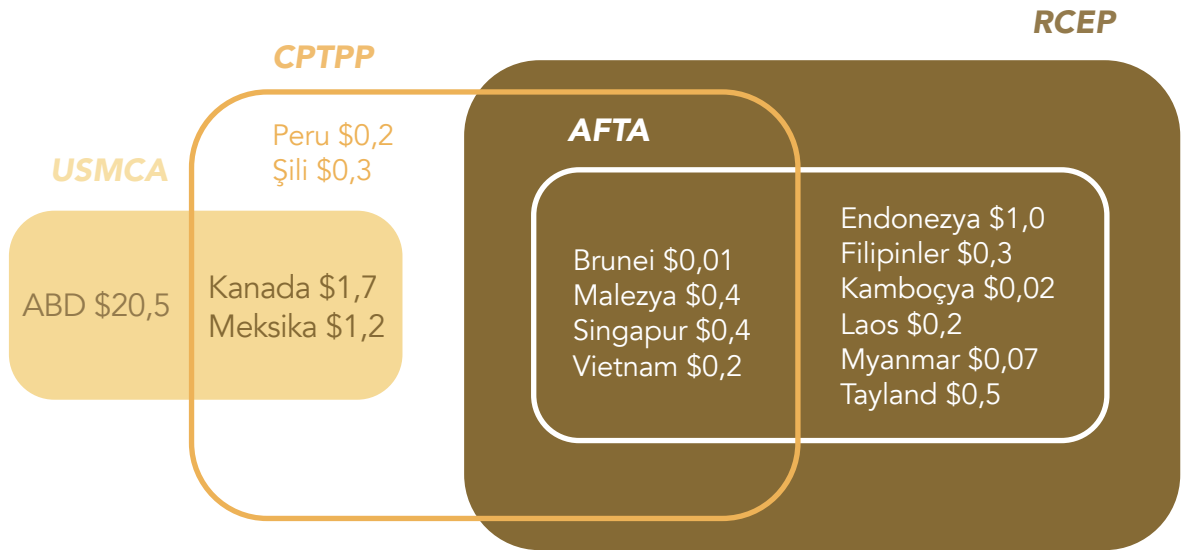 RCEP
CPTPP
AFTA
Peru $0,2
Şili $0,3
USMCA
ABD $20,5
Kanada $1,7
Meksika $1,2
Brunei $0,01
Malezya $0,4
Singapur $0,4
Vietnam $0,2
Endonezya $1,0
Filipinler $0,3
Kamboçya $0,02
Laos $0,2
Myanmar $0,07
Tayland $0,5